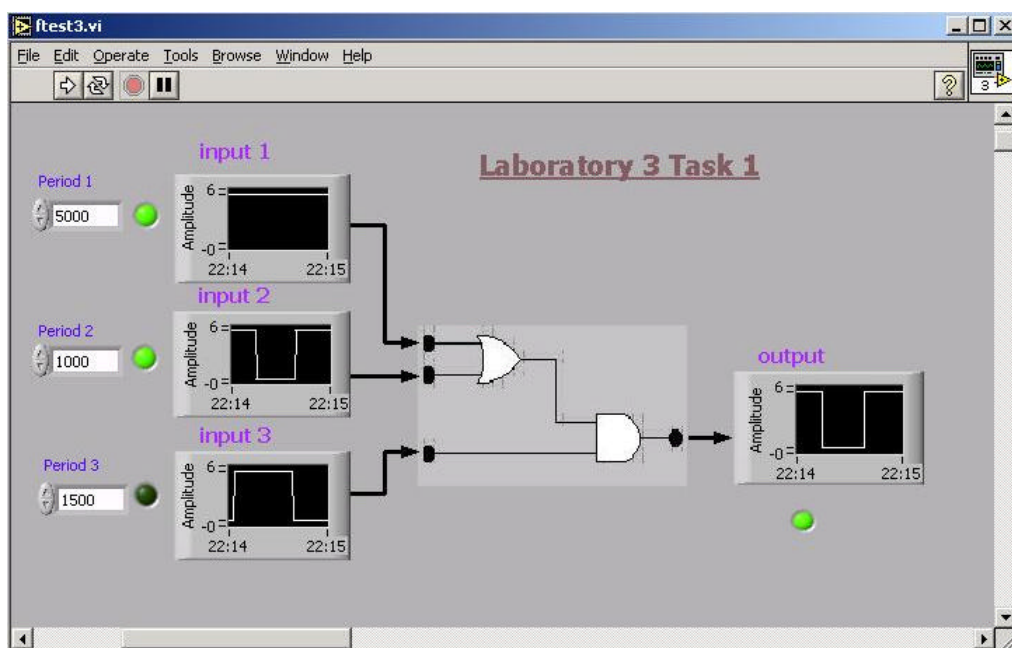 ftest3.vi
File Edit Operate Tools Browse Window Help
3
Laboratory 3 Task 1
input 1
Period 1
5000
Amplitude
6
-0
22:14 22:15
input 2
Period 2
1000
Amplitude
6
-0
22:14 22:15
input 3
Period 3
1500
Amplitude
6
-0
22:14 22:15
output
Amplitude
6
-0
22:14 22:15